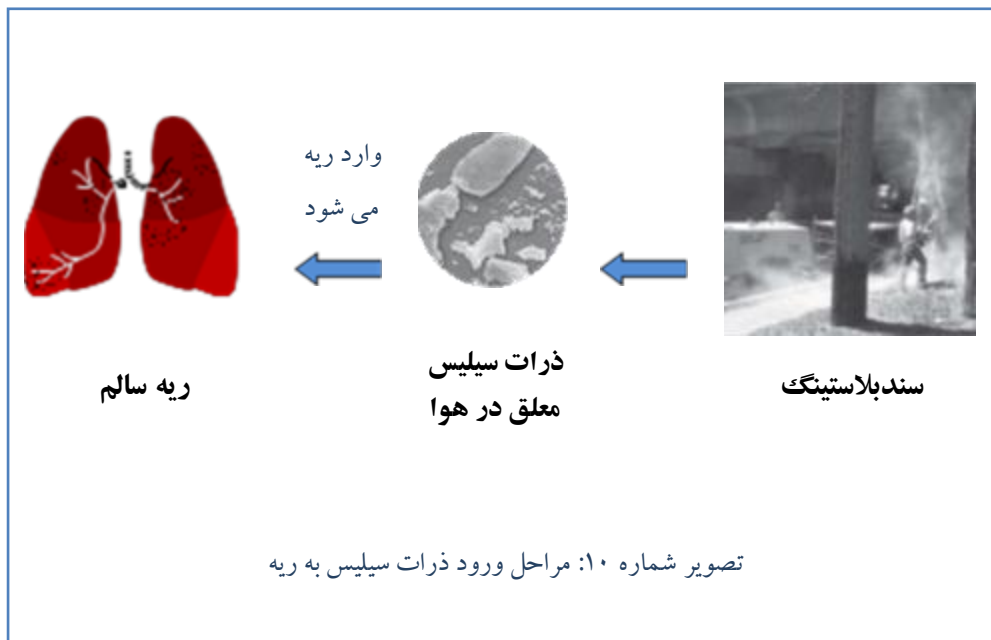 وارد ریه
می شود
سندبلاستینگ
ذرات سیلیس
معلق در هوا
ریه سالم
تصویر شماره ۱۰: مراحل ورود ذرات سیلیس به ریه